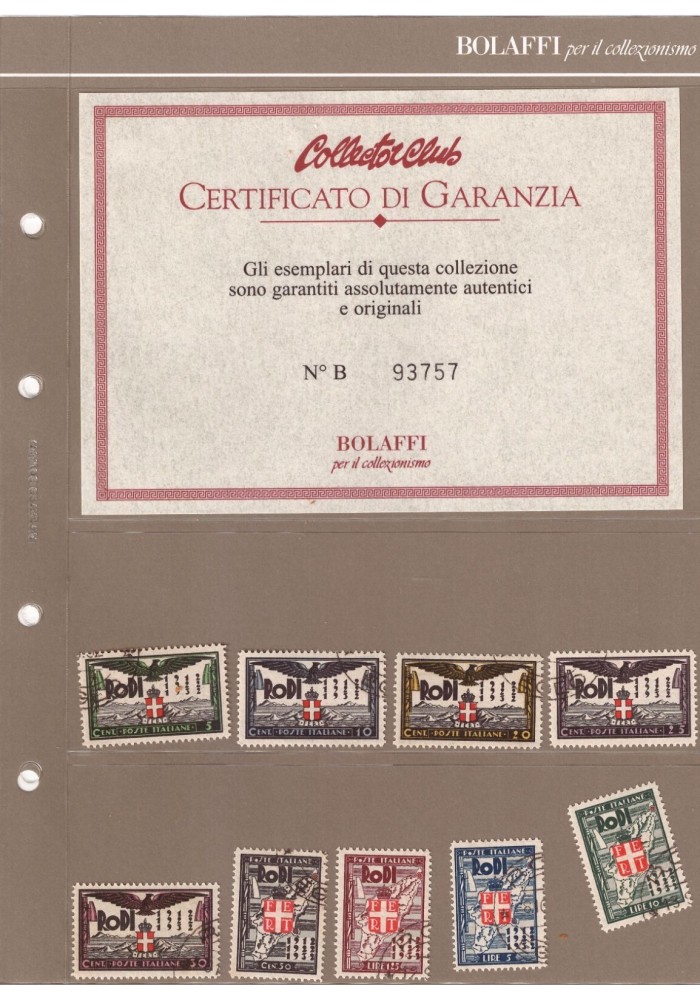 BOLAFFI per il collezionismo
Collector Club
CERTIFICATO DI GARANZIA
Gli esemplari di questa collezione
sono garantiti assolutamente autentici
e originali
N° B 93757
BOLAFFI
per il collezionismo
RODI
CENT. POSTE ITALIANE 5
RODI
CENT. POSTE ITALIANE 10
RODI
CENT. POSTE ITALIANE 20
RODI
CENT. POSTE ITALIANE 25
RODI
CENT. POSTE ITALIANE 30
POSTE ITALIANE
RODI
FERT
CEN. 50
POSTE ITALIANE
RODI
FERT
LIRE 1.25
POSTE ITALIANE
RODI
FERT
LIRE 5
POSTE ITALIANE
RODI
FERT
LIRE 10